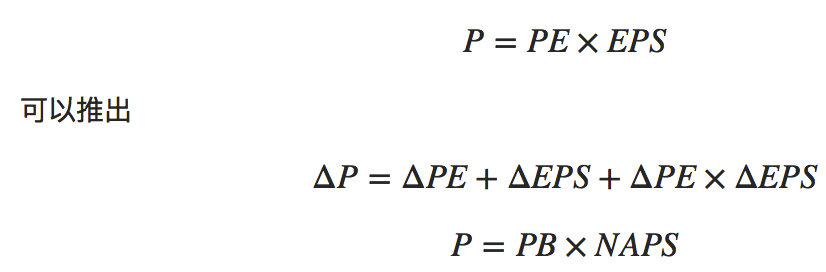 P = PE × EPS
可以推出
ΔP = ΔPE + ΔEPS + ΔPE × ΔEPS
P = PB × NAPS